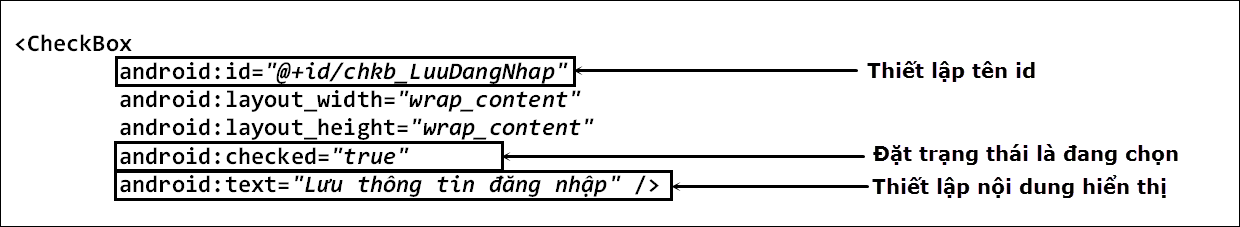 <CheckBox
android:id="@+id/chkb_LuuDangNhap" Thiết lập tên id
android:layout_width="wrap_content"
android:layout_height="wrap_content"
android:checked="true" Đặt trạng thái là đang chọn
android:text="Lưu thông tin đăng nhập" /> Thiết lập nội dung hiển thị